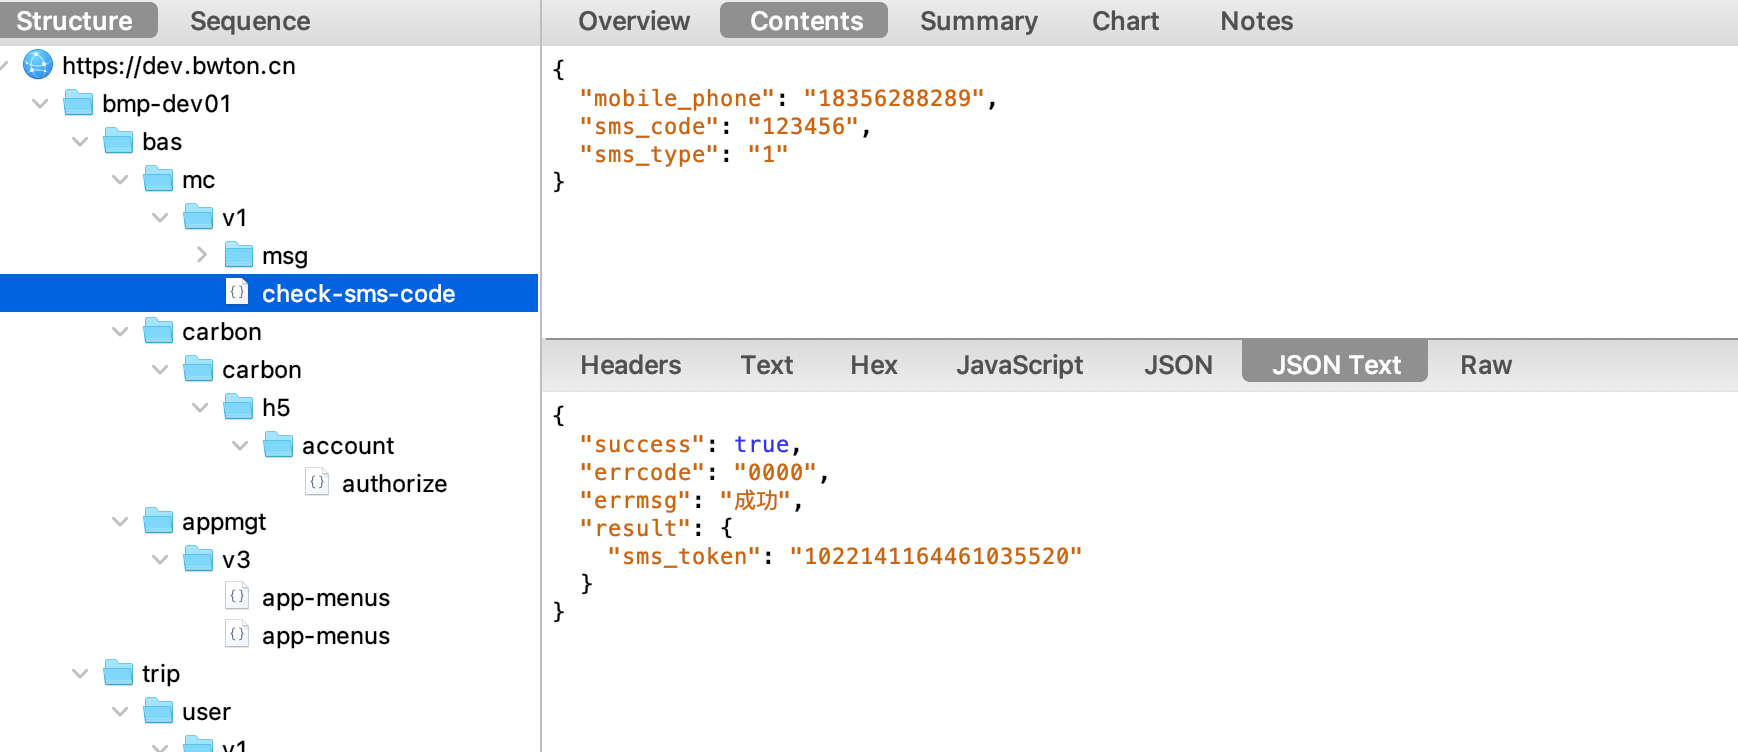 Structure
Sequence
https://dev.bwton.cn
bmp-dev01
bas
mc
v1
msg
check-sms-code
carbon
carbon
h5
account
authorize
appmgt
v3
app-menus
app-menus
trip
user
v1
Overview
Contents
Summary
Chart
Notes
{
"mobile_phone": "18356288289",
"sms_code": "123456",
"sms_type": "1"
}
Headers
Text
Hex
JavaScript
JSON
JSON Text
Raw
{
"success": true,
"errcode": "0000",
"errmsg": "成功",
"result": {
"sms_token": "1022141164461035520"
}
}